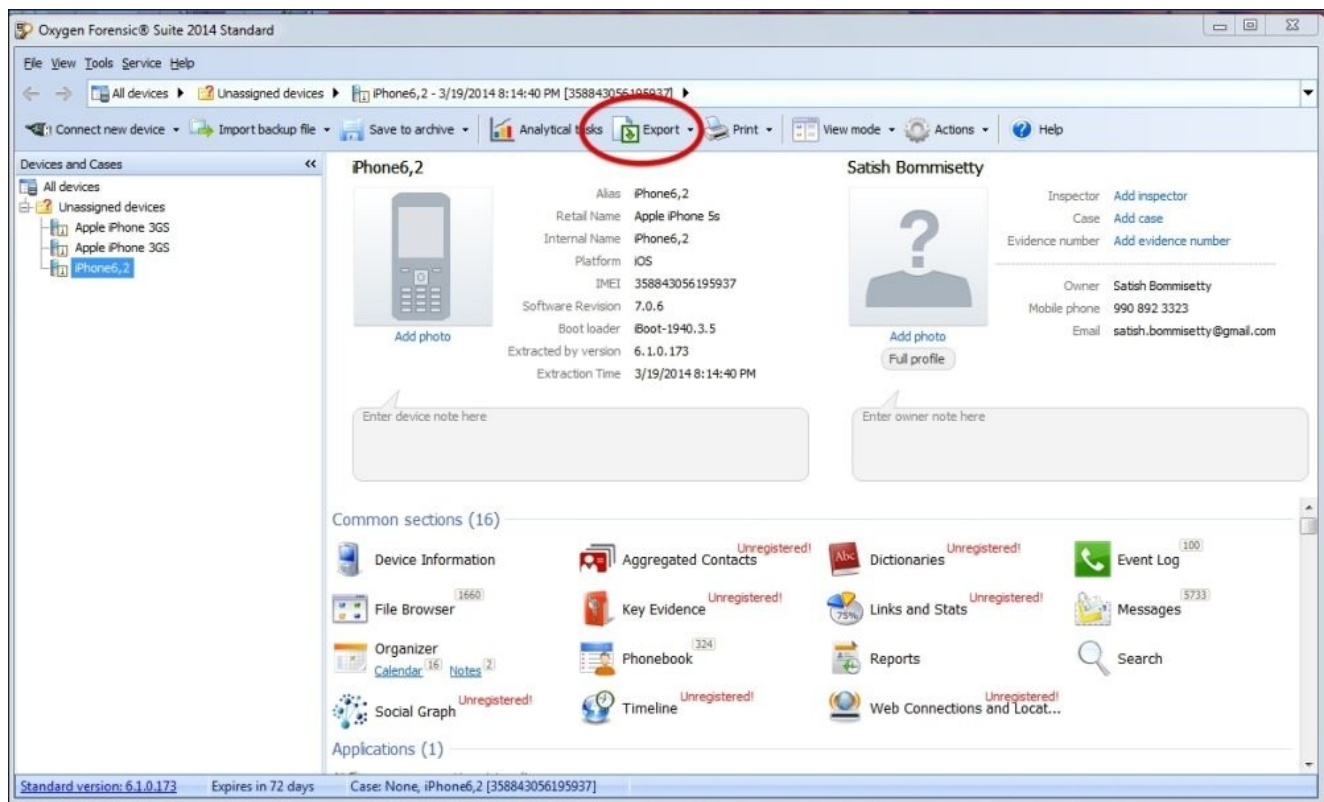 Oxygen Forensic® Suite 2014 Standard
File View Tools Service Help
All devices Unassigned devices iPhone6,2 - 3/19/2014 8:14:40 PM [358843056195937]
Connect new device Import backup file Save to archive Analytical tasks Export Print View mode Actions Help
Devices and Cases
All devices
Unassigned devices
Apple iPhone 3GS
Apple iPhone 3GS
iPhone6,2
iPhone6,2
Alias iPhone6,2
Retail Name Apple iPhone 5s
Internal Name iPhone6,2
Platform iOS
IMEI 358843056195937
Software Revision 7.0.6
Boot loader iBoot-1940.3.5
Extracted by version 6.1.0.173
Extraction Time 3/19/2014 8:14:40 PM
Add photo
Enter device note here
Satish Bommisetty
Inspector Add inspector
Case Add case
Evidence number Add evidence number
Owner Satish Bommisetty
Mobile phone 990 892 3323
Email satish.bommisetty@gmail.com
Add photo
Full profile
Enter owner note here
Common sections (16)
Device Information
Aggregated Contacts Unregistered!
Dictionaries Unregistered!
Abc
Event Log 100
File Browser 1660
Key Evidence Unregistered!
75%
Links and Stats Unregistered!
Messages 5733
Organizer
Calendar 16 Notes 2
Phonebook 324
Reports
Search
Social Graph Unregistered!
Timeline Unregistered!
Web Connections and Locat... Unregistered!
Applications (1)
Standard version: 6.1.0.173 Expires in 72 days Case: None, iPhone6,2 [358843056195937]